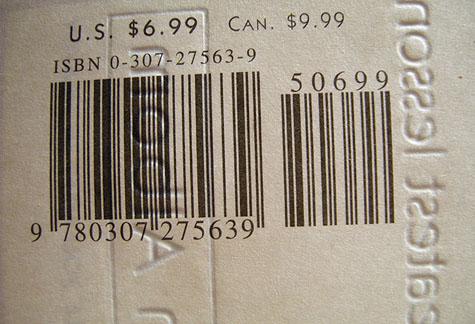 U.S. $6.99 CAN. $9.99
ISBN 0-307-27563-9
50699
9 780307 275639